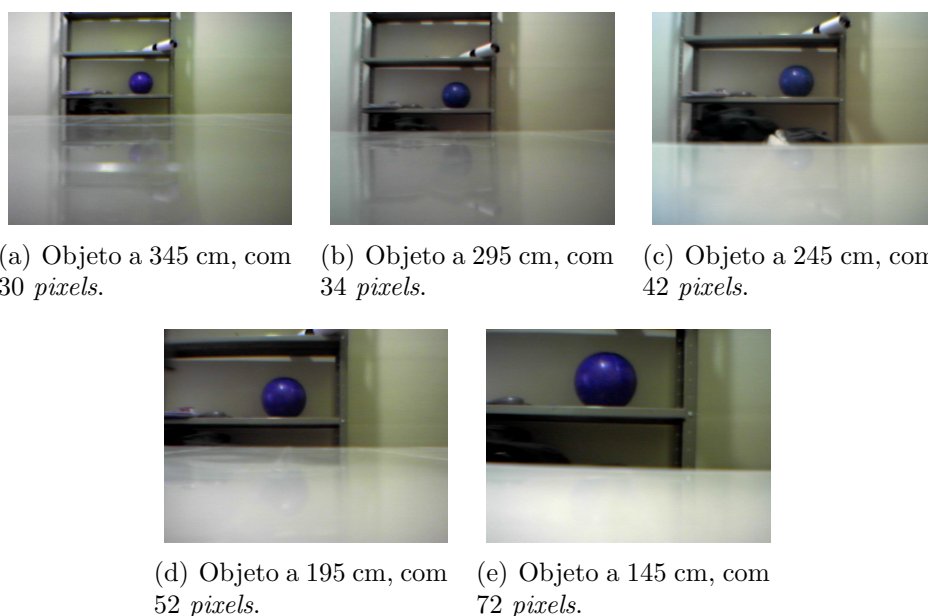 (a) Objeto a 345 cm, com
30 pixels.
(b) Objeto a 295 cm, com
34 pixels.
(c) Objeto a 245 cm, com
42 pixels.
(d) Objeto a 195 cm, com
52 pixels.
(e) Objeto a 145 cm, com
72 pixels.